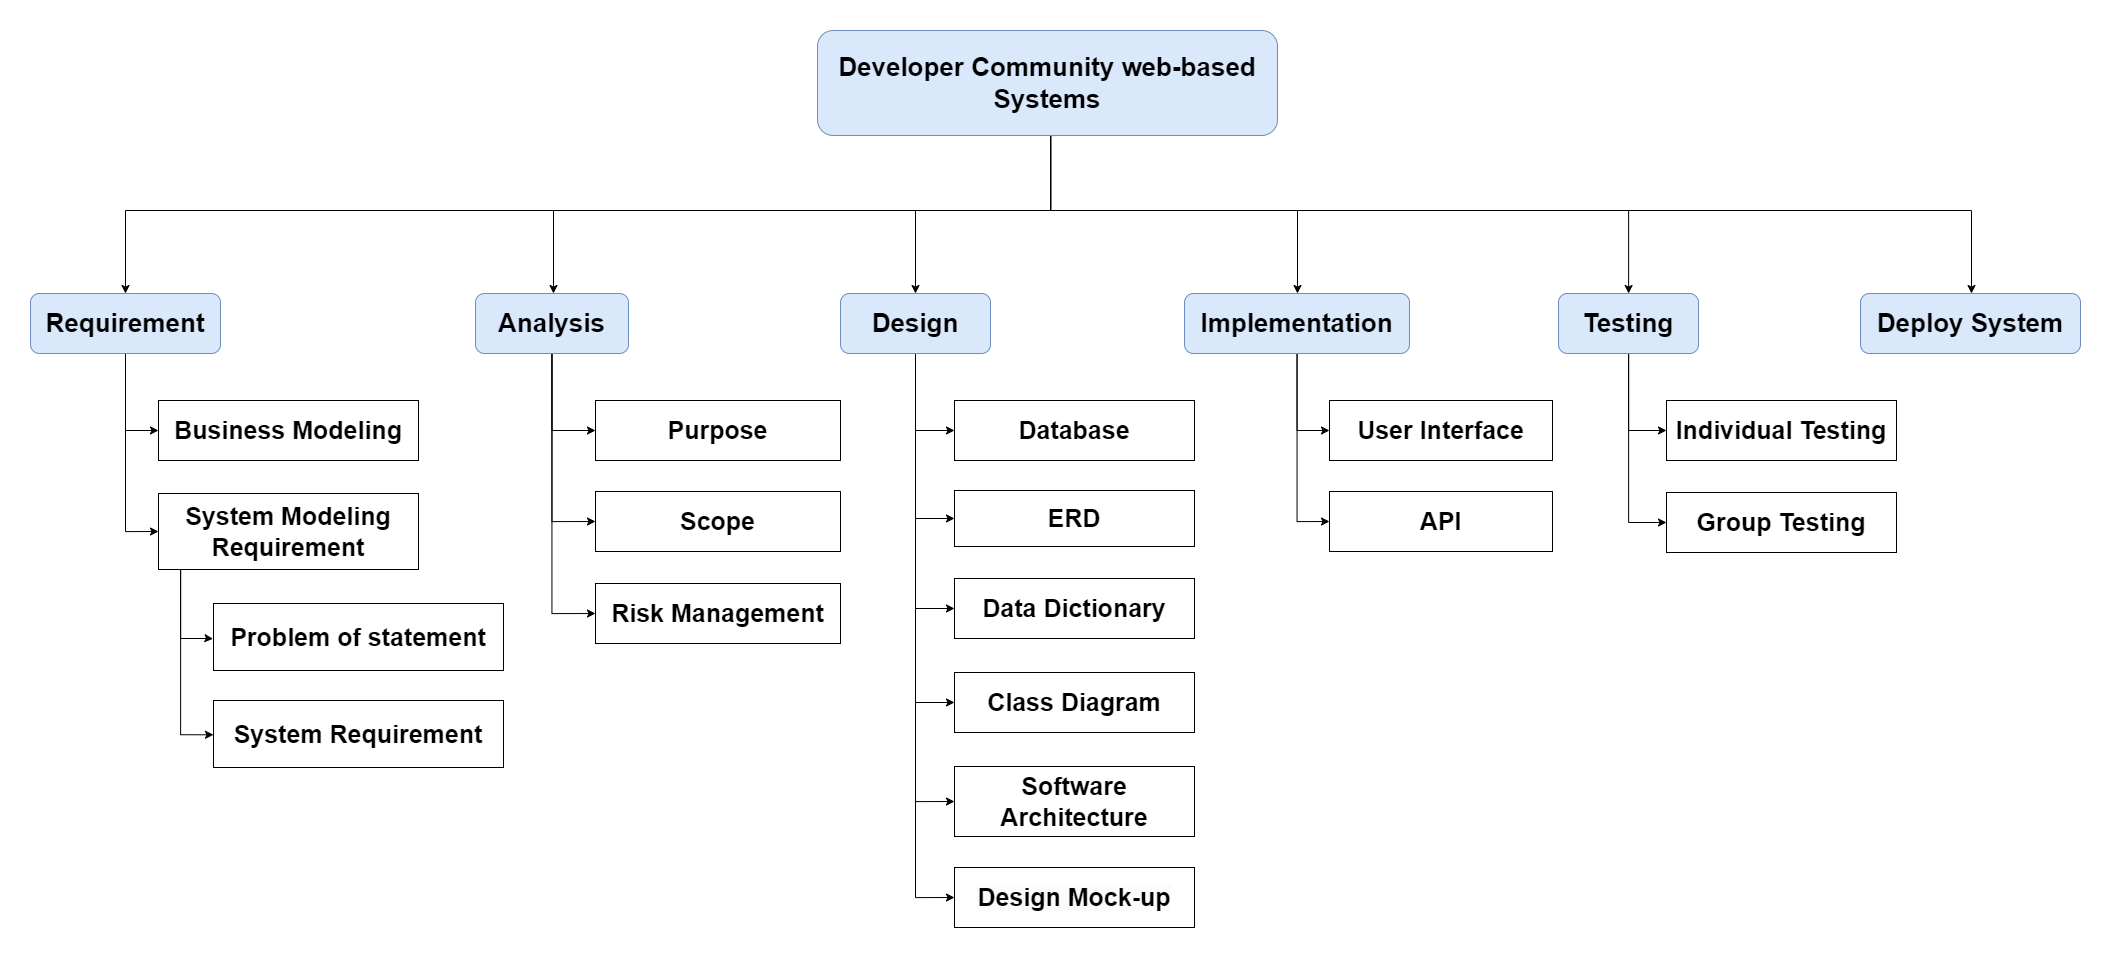 Developer Community web-based
Systems
Requirement
Analysis
Design
Implementation
Testing
Deploy System
Business Modeling
System Modeling
Requirement
Problem of statement
System Requirement
Purpose
Scope
Risk Management
Database
ERD
Data Dictionary
Class Diagram
Software
Architecture
Design Mock-up
User Interface
API
Individual Testing
Group Testing